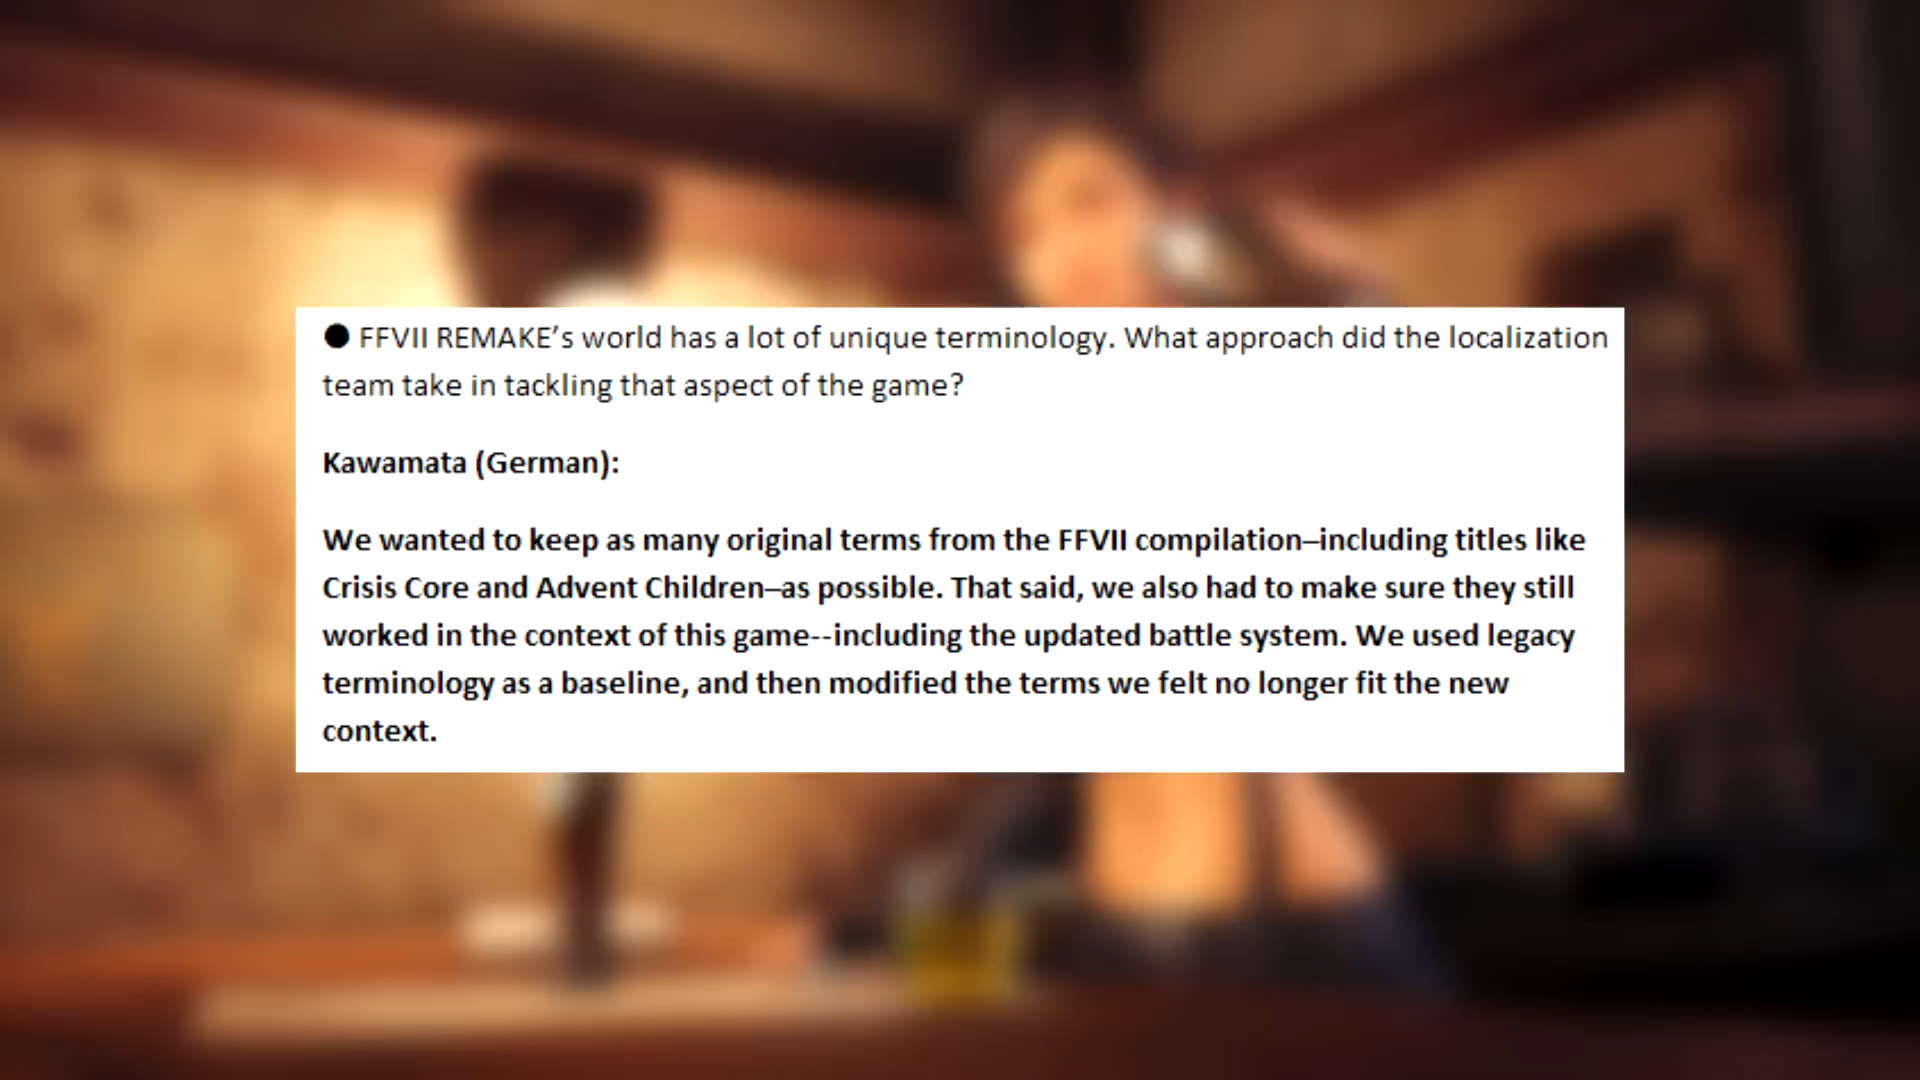 ● FFVII REMAKE’s world has a lot of unique terminology. What approach did the localization
team take in tackling that aspect of the game?
Kawamata (German):
We wanted to keep as many original terms from the FFVII compilation–including titles like
Crisis Core and Advent Children–as possible. That said, we also had to make sure they still
worked in the context of this game--including the updated battle system. We used legacy
terminology as a baseline, and then modified the terms we felt no longer fit the new
context.